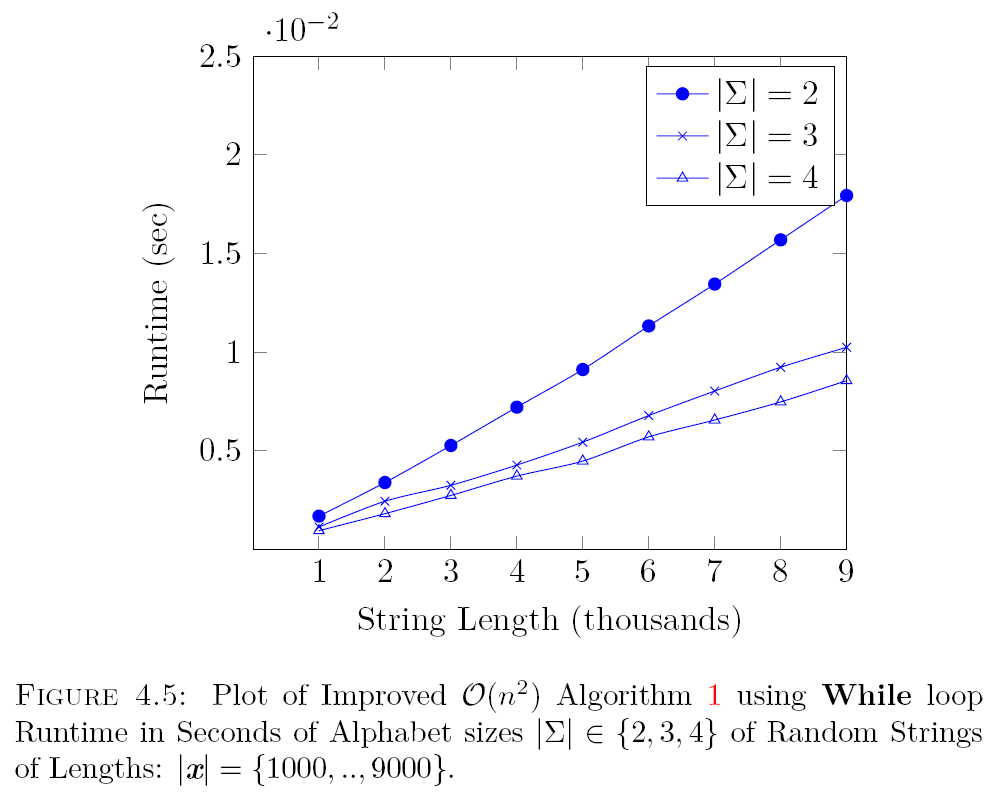 ·10⁻²
2.5
2
1.5
1
0.5
Runtime (sec)
|Σ| = 2
|Σ| = 3
|Σ| = 4
1 2 3 4 5 6 7 8 9
String Length (thousands)
FIGURE 4.5: Plot of Improved 𝒪(n²) Algorithm 1 using While loop
Runtime in Seconds of Alphabet sizes |Σ| ∈ {2, 3, 4} of Random Strings
of Lengths: |x| = {1000, .., 9000}.